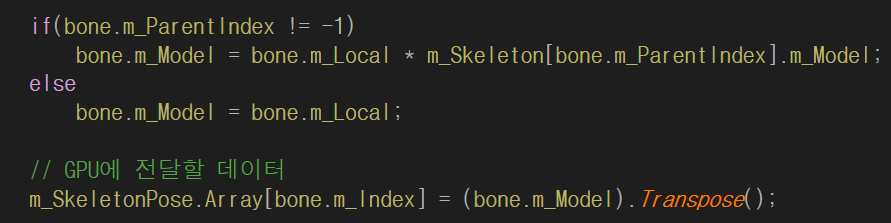 if(bone.m_ParentIndex != -1)
bone.m_Model = bone.m_Local * m_Skeleton[bone.m_ParentIndex].m_Model;
else
bone.m_Model = bone.m_Local;
// GPU에 전달할 데이터
m_SkeletonPose.Array[bone.m_Index] = (bone.m_Model).Transpose();